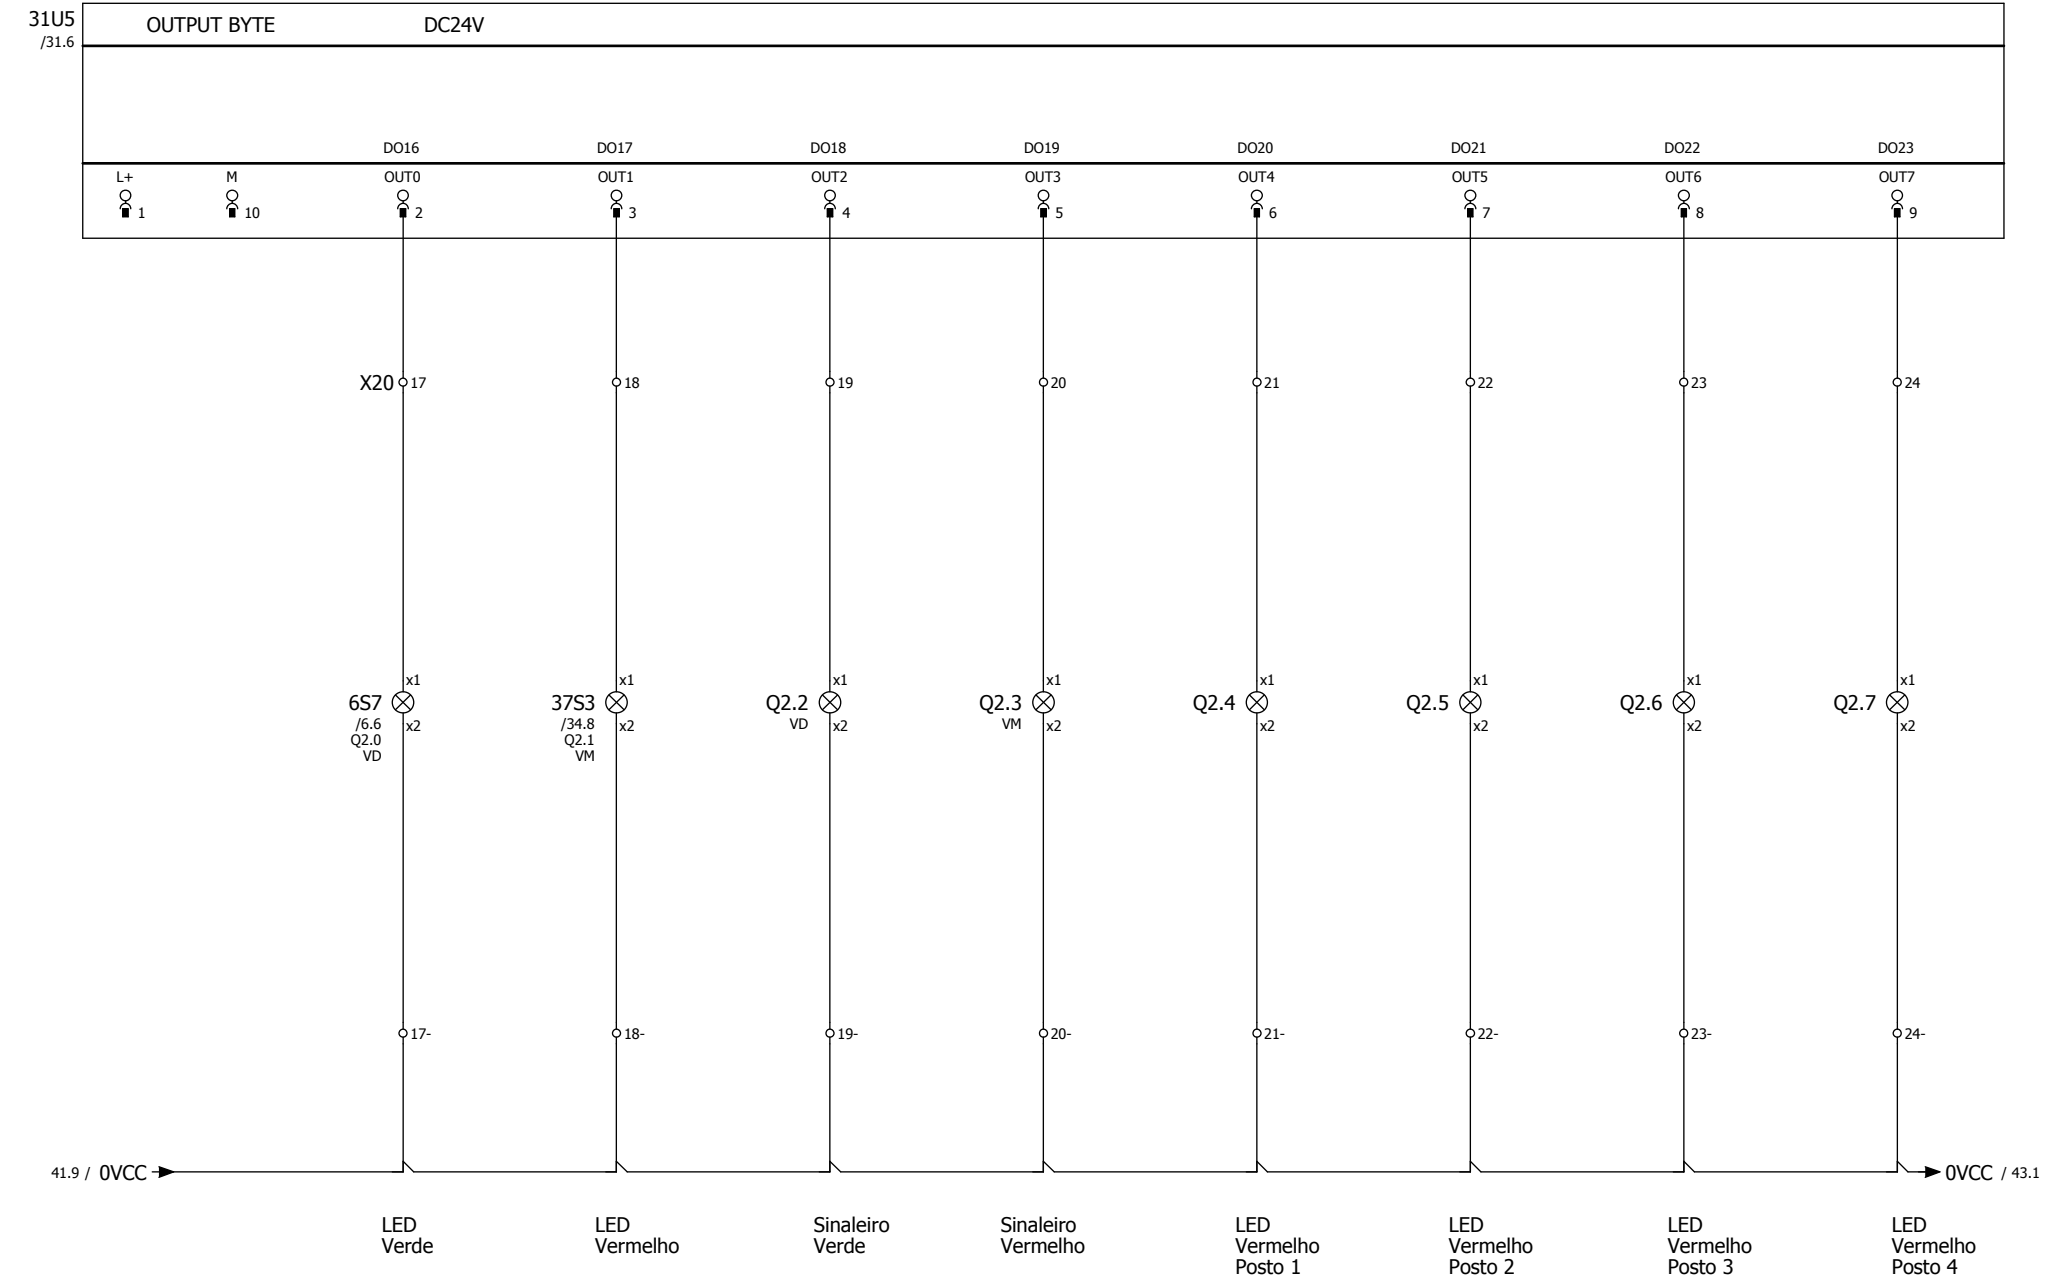 31U5
/31.6
OUTPUT BYTE DC24V
DO16 DO17 DO18 DO19 DO20 DO21 DO22 DO23
L+ M OUT0 OUT1 OUT2 OUT3 OUT4 OUT5 OUT6 OUT7
1 10 2 3 4 5 6 7 8 9
X20 17 18 19 20 21 22 23 24
x1 x1 x1 x1 x1 x1 x1 x1
6S7 37S3 Q2.2 Q2.3 Q2.4 Q2.5 Q2.6 Q2.7
/6.6 x2 /34.8 x2 VD x2 VM x2 x2 x2 x2 x2
Q2.0 Q2.1
VD VM
17- 18- 19- 20- 21- 22- 23- 24-
41.9 / 0VCC 0VCC / 43.1
LED LED Sinaleiro Sinaleiro LED LED LED LED
Verde Vermelho Verde Vermelho Vermelho Vermelho Vermelho Vermelho
Posto 1 Posto 2 Posto 3 Posto 4